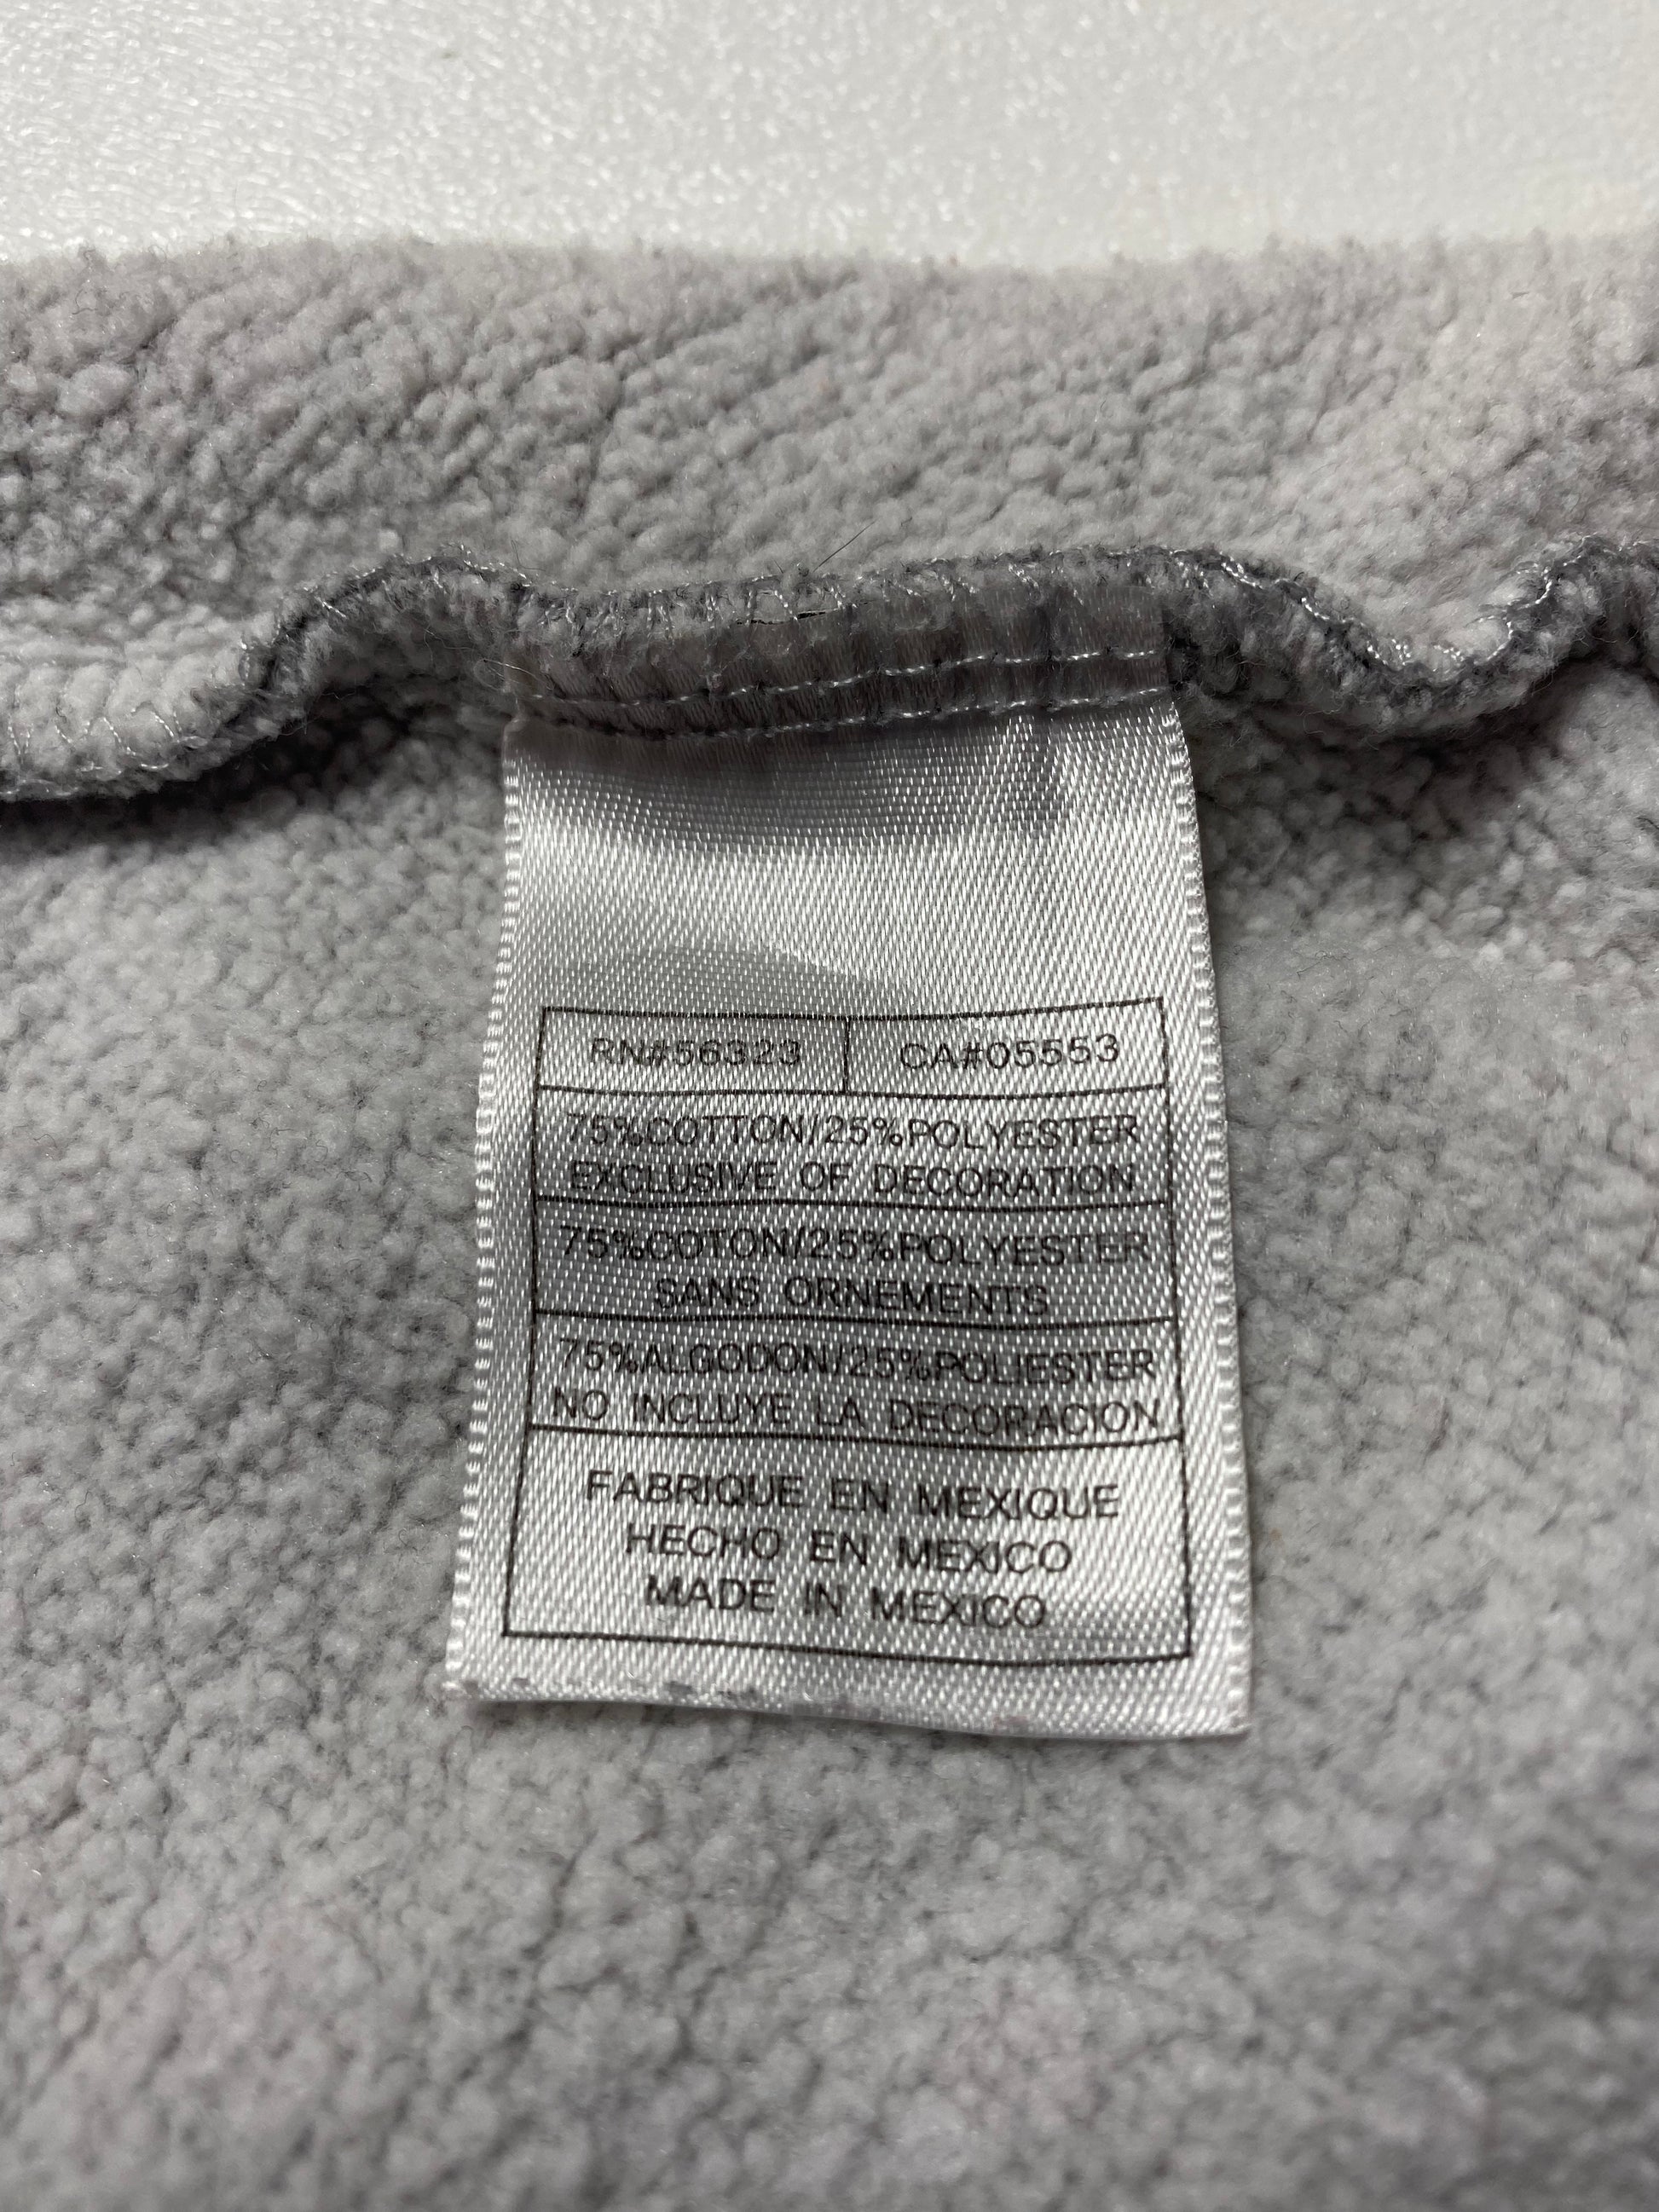 RN#56323 CA#05553
75%COTTON/25%POLYESTER
EXCLUSIVE OF DECORATION
75%COTON/25%POLYESTER
SANS ORNEMENTS
75%ALGODON/25%POLIESTER
NO INCLUYE LA DECORACION
FABRIQUE EN MEXIQUE
HECHO EN MEXICO
MADE IN MEXICO